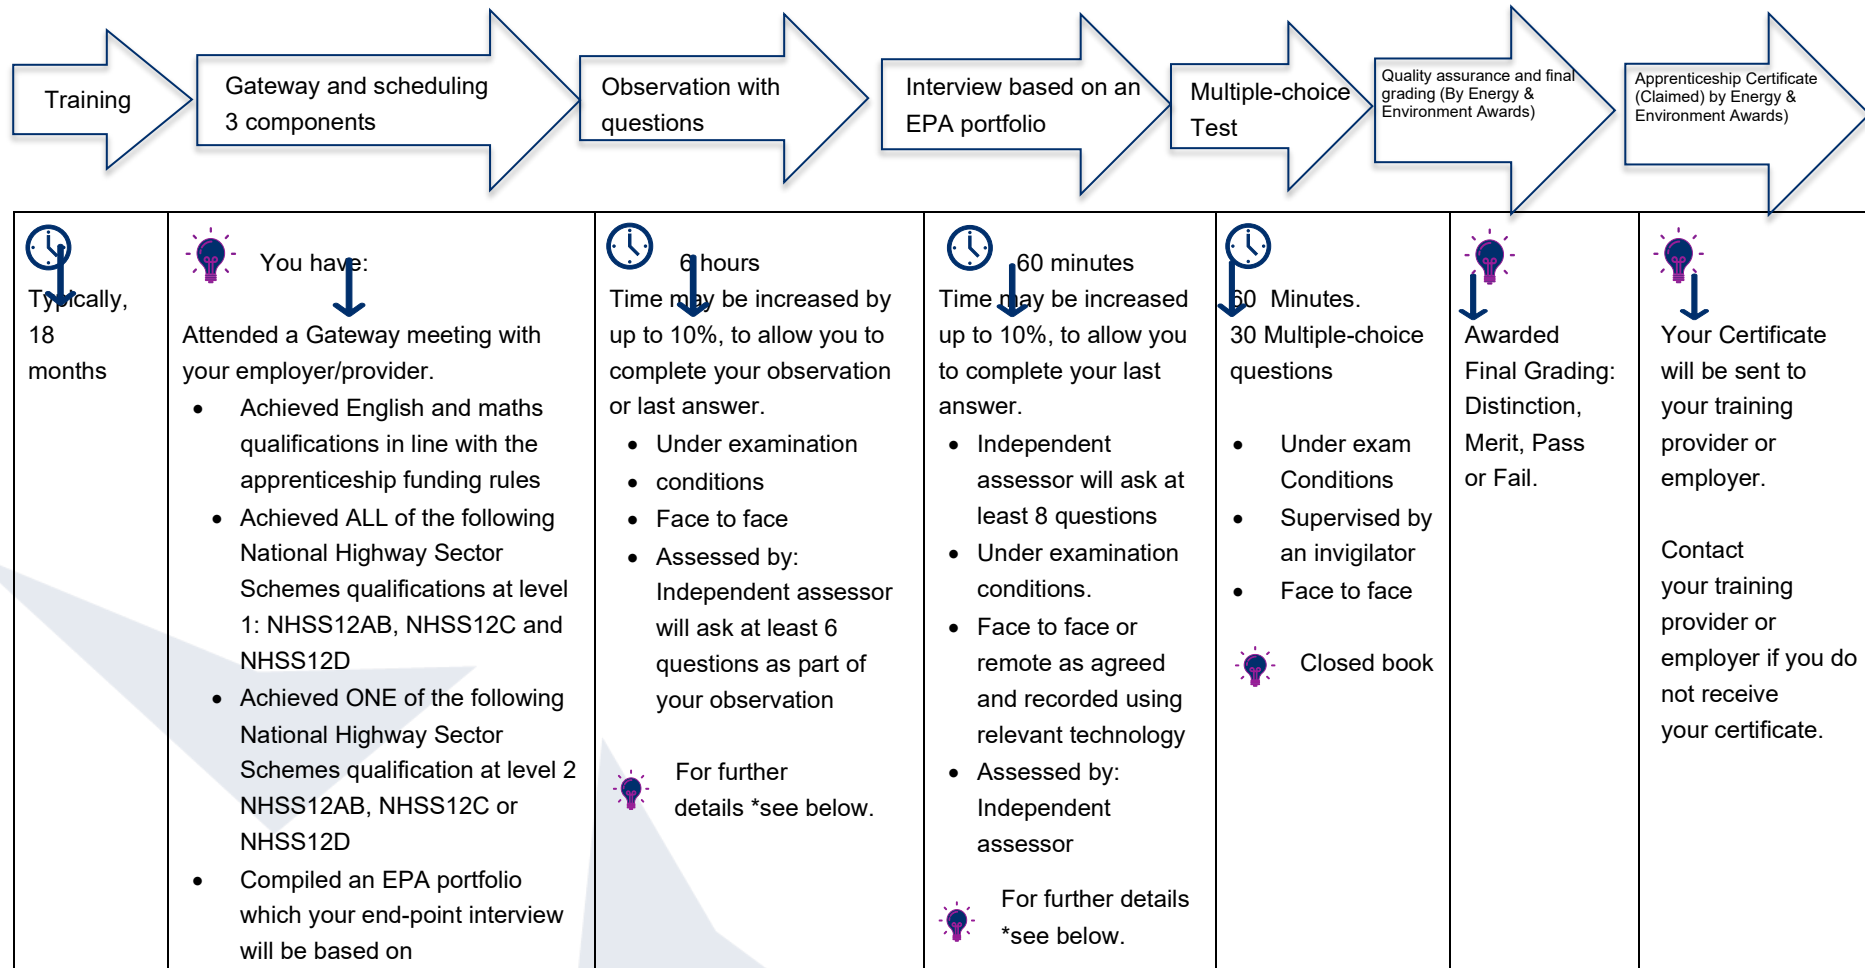 Training
Gateway and scheduling
3 components
Observation with
questions
Interview based on an
EPA portfolio
Multiple-choice
Test
Quality assurance and final
grading (By Energy &
Environment Awards)
Apprenticeship Certificate
(Claimed) by Energy &
Environment Awards)
Typically,
18
months
You have:
Attended a Gateway meeting with
your employer/provider.
• Achieved English and maths
qualifications in line with the
apprenticeship funding rules
• Achieved ALL of the following
National Highway Sector
Schemes qualifications at level
1: NHSS12AB, NHSS12C and
NHSS12D
• Achieved ONE of the following
National Highway Sector
Schemes qualification at level 2
NHSS12AB, NHSS12C or
NHSS12D
• Compiled an EPA portfolio
which your end-point interview
will be based on
6 hours
Time may be increased by
up to 10%, to allow you to
complete your observation
or last answer.
• Under examination
• conditions
• Face to face
• Assessed by:
Independent assessor
will ask at least 6
questions as part of
your observation
For further
details *see below.
60 minutes
Time may be increased
up to 10%, to allow you
to complete your last
answer.
• Independent
assessor will ask at
least 8 questions
• Under examination
conditions.
• Face to face or
remote as agreed
and recorded using
relevant technology
• Assessed by:
Independent
assessor
For further details
*see below.
60 Minutes.
30 Multiple-choice
questions
• Under exam
Conditions
• Supervised by
an invigilator
• Face to face
Closed book
Awarded
Final Grading:
Distinction,
Merit, Pass
or Fail.
Your Certificate
will be sent to
your training
provider or
employer.
Contact
your training
provider or
employer if you do
not receive
your certificate.